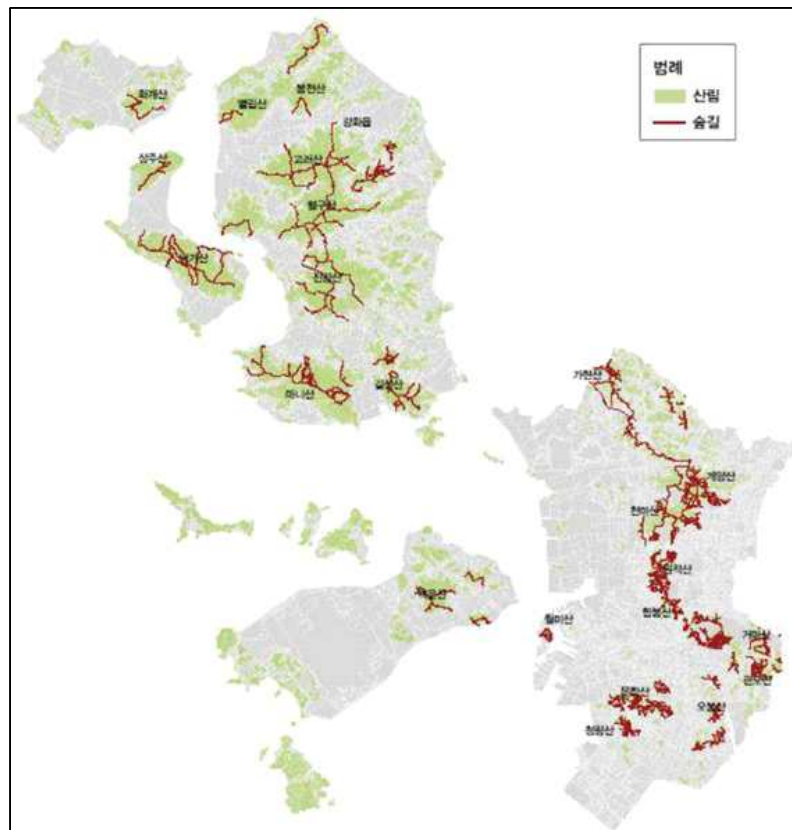 범례
산림
숲길
화개산
별립산
봉천산
강화읍
고려산
상주산
혈구산
진강산
마니산
길상산
가현산
계양산
천마산
원적산
함봉산
월미산
거마산
관모산
문학산
오봉산
청량산
백운산